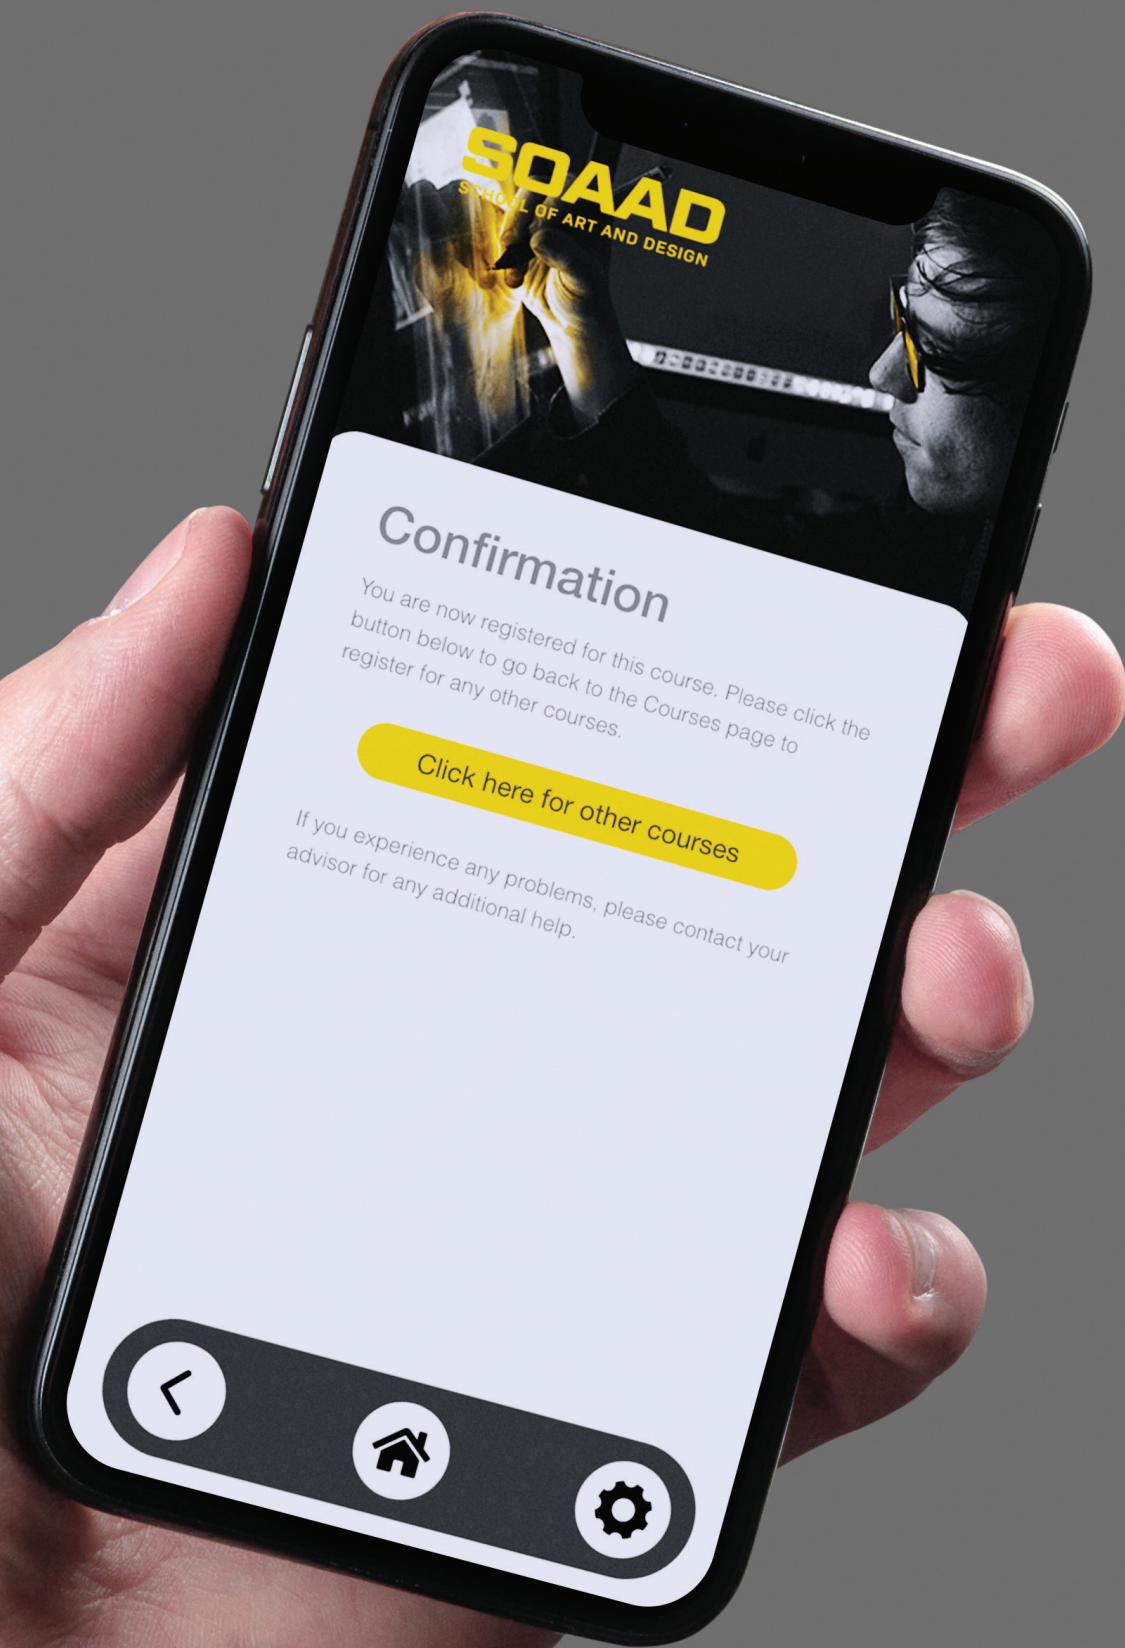 SOAAD
SCHOOL OF ART AND DESIGN
Confirmation
You are now registered for this course. Please click the
button below to go back to the Courses page to
register for any other courses.
Click here for other courses
If you experience any problems, please contact your
advisor for any additional help.